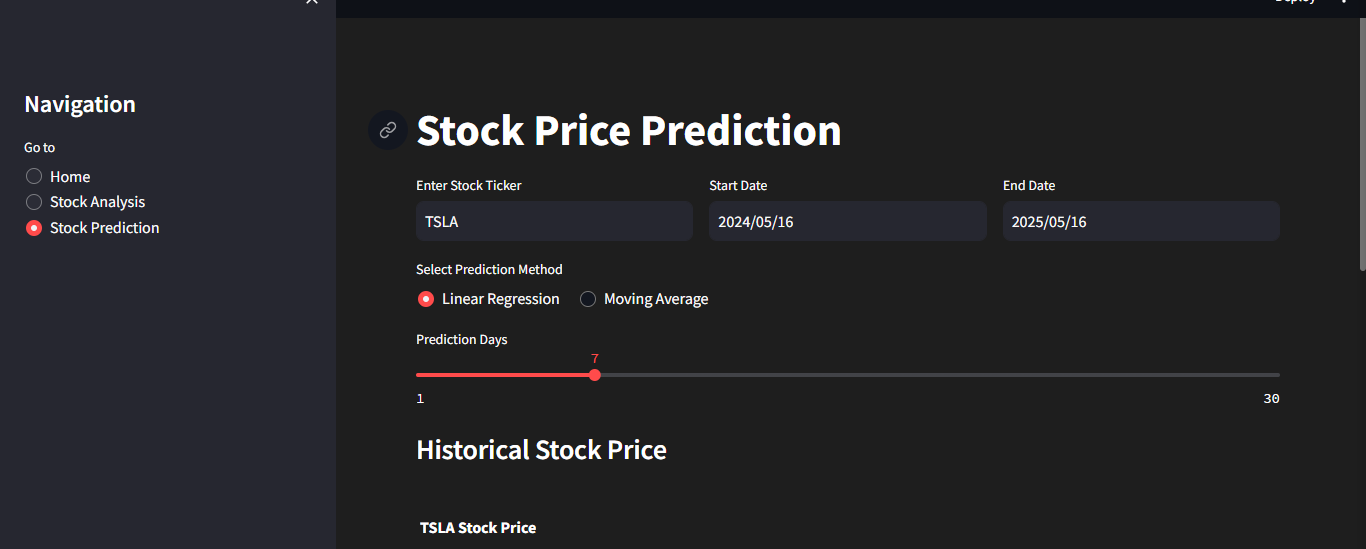 Deploy
Navigation
Go to
Home
Stock Analysis
Stock Prediction
Stock Price Prediction
Enter Stock Ticker
Start Date
End Date
TSLA
2024/05/16
2025/05/16
Select Prediction Method
Linear Regression
Moving Average
Prediction Days
7
1
30
Historical Stock Price
TSLA Stock Price